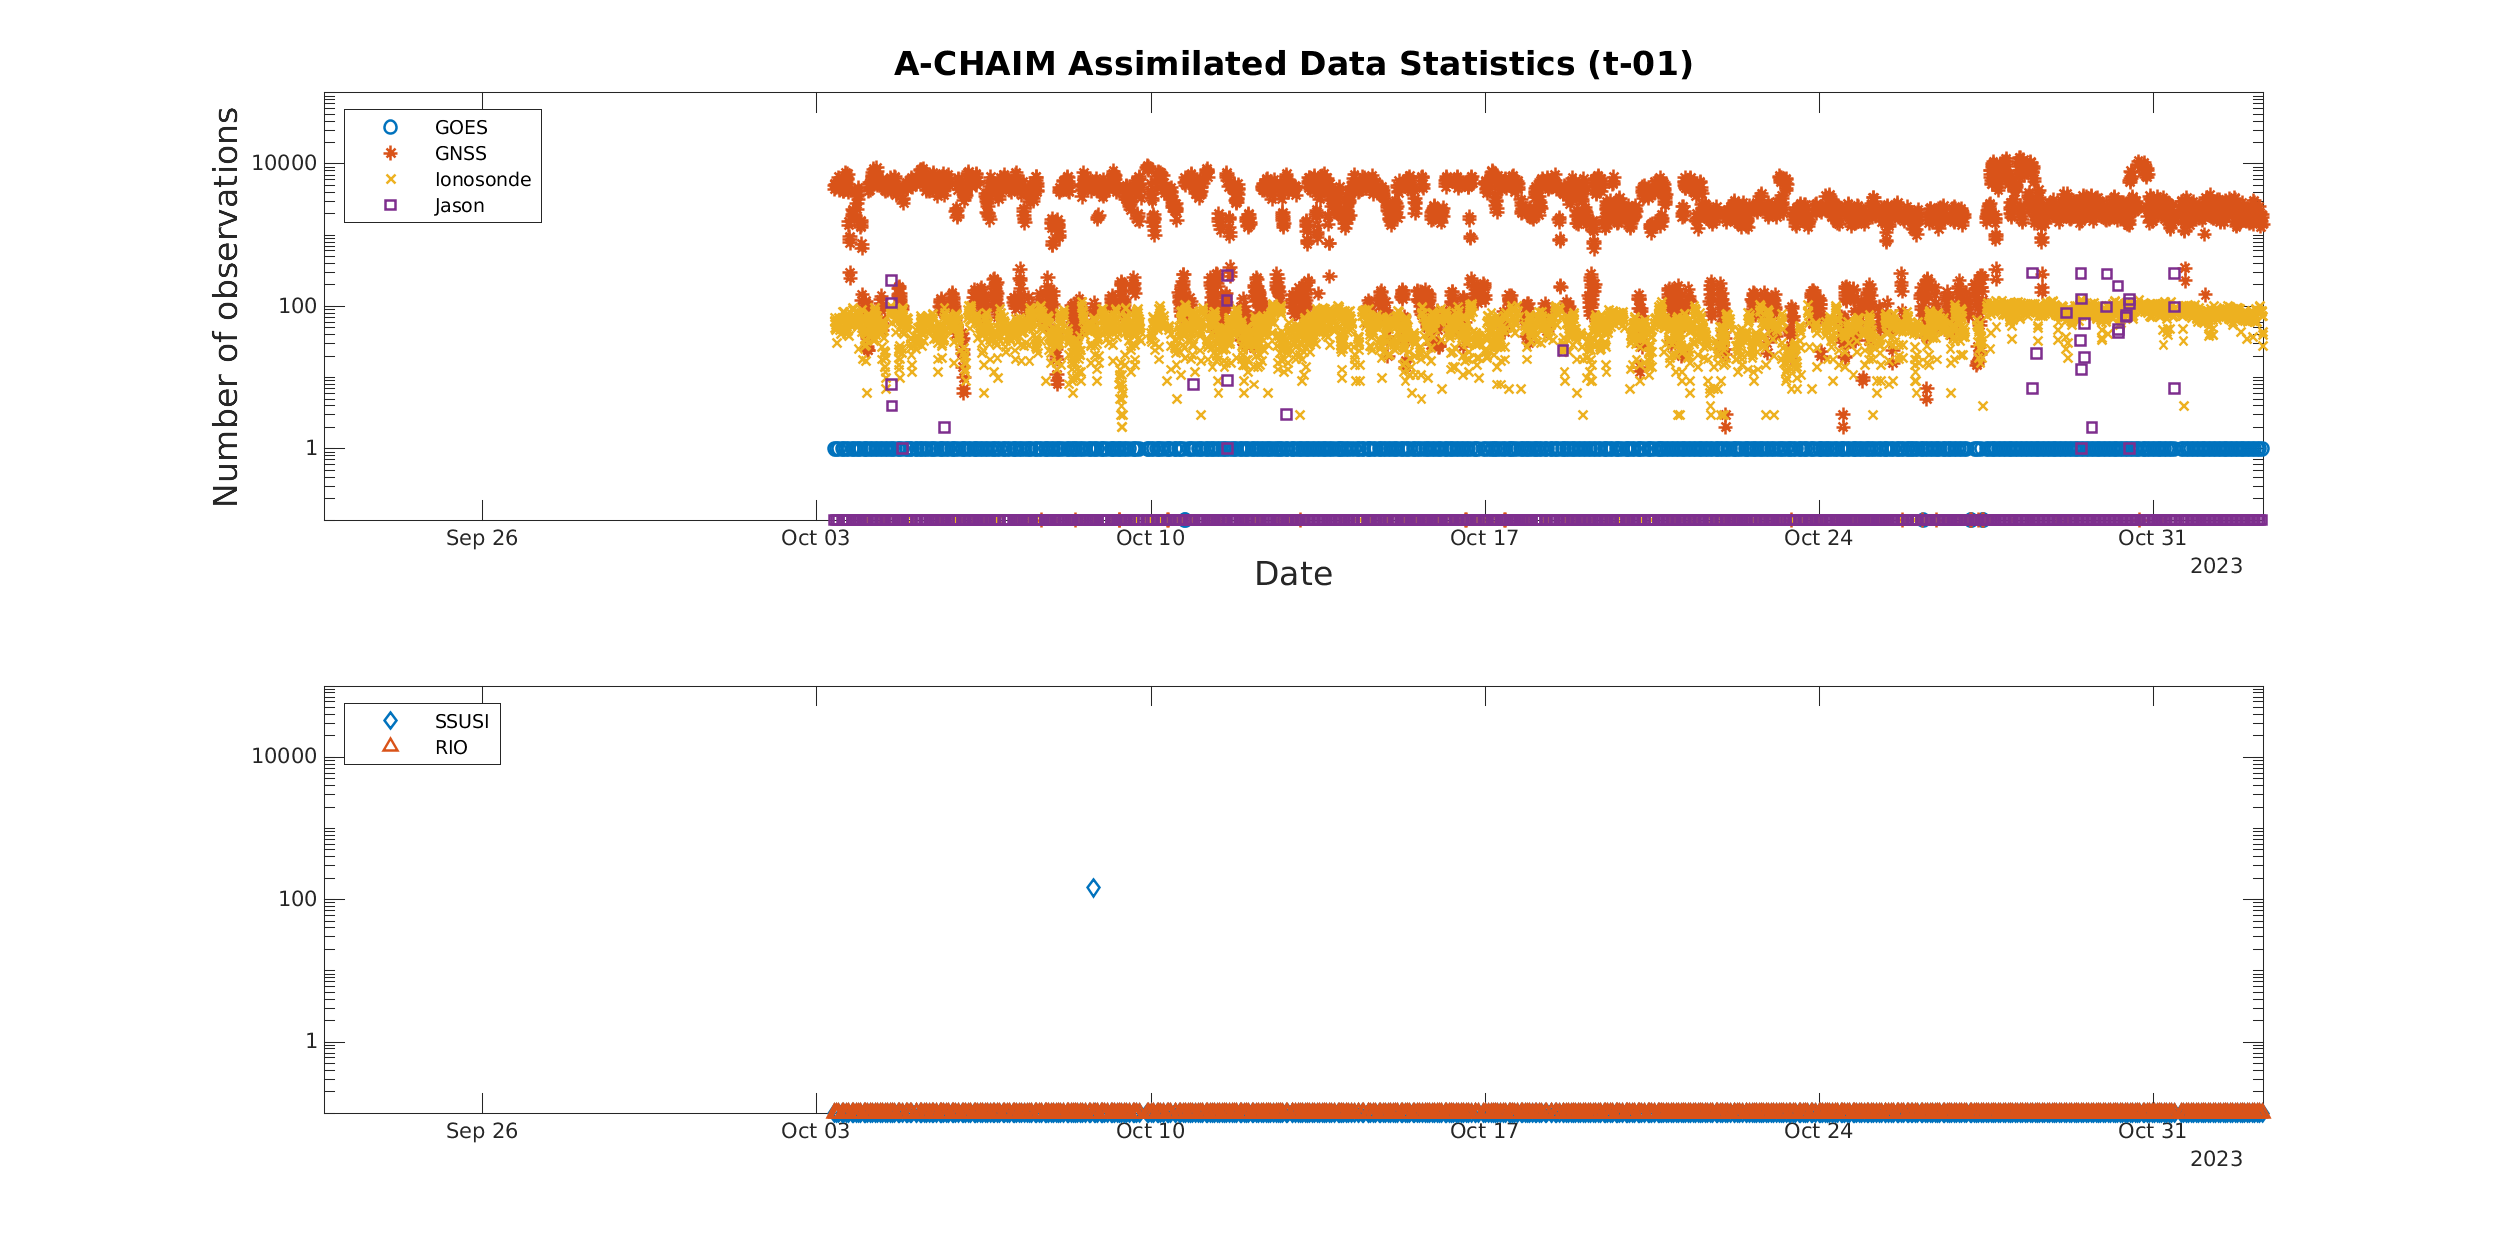 A-CHAIM Assimilated Data Statistics (t-01)
Number of observations
GOES
GNSS
Ionosonde
Jason
10000
100
1
Sep 26 Oct 03 Oct 10 Oct 17 Oct 24 Oct 31
2023
Date
SSUSI
RIO
10000
100
1
Sep 26 Oct 03 Oct 10 Oct 17 Oct 24 Oct 31
2023